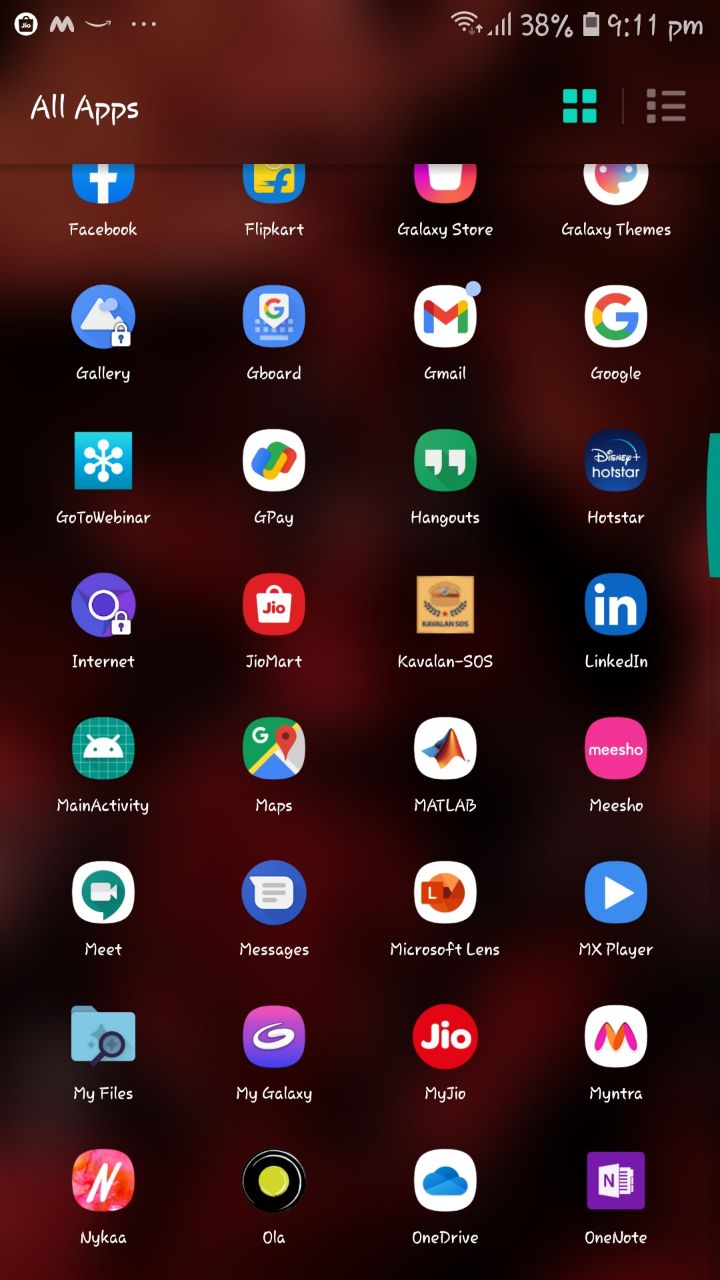 38% 9:11 pm
All Apps
Facebook Flipkart Galaxy Store Galaxy Themes
Gallery Gboard Gmail Google
Disney+
hotstar
GoToWebinar GPay Hangouts Hotstar
Jio KAVALAN SOS in
Internet JioMart Kavalan-SOS LinkedIn
G meesho
MainActivity Maps MATLAB Meesho
L
Meet Messages Microsoft Lens MX Player
Jio
My Files My Galaxy MyJio Myntra
N N
Nykaa Ola OneDrive OneNote